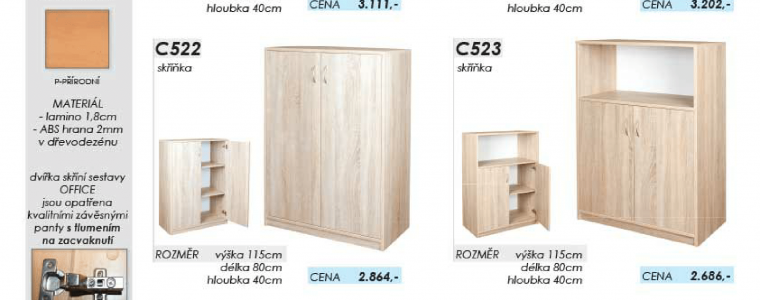 hloubka 40cm
CENA 3.111,-
hloubka 40cm
CENA 3.202,-
P-PŘÍRODNÍ
MATERIÁL
- lamino 1,8cm
- ABS hrana 2mm
v dřevodezénu
dvířka skříní sestavy
OFFICE
jsou opatřena
kvalitními závěsnými
panty s tlumením
na zacvaknutí
C522
skříňka
ROZMĚR výška 115cm
délka 80cm
hloubka 40cm
CENA 2.864,-
C523
skříňka
ROZMĚR výška 115cm
délka 80cm
hloubka 40cm
CENA 2.686,-